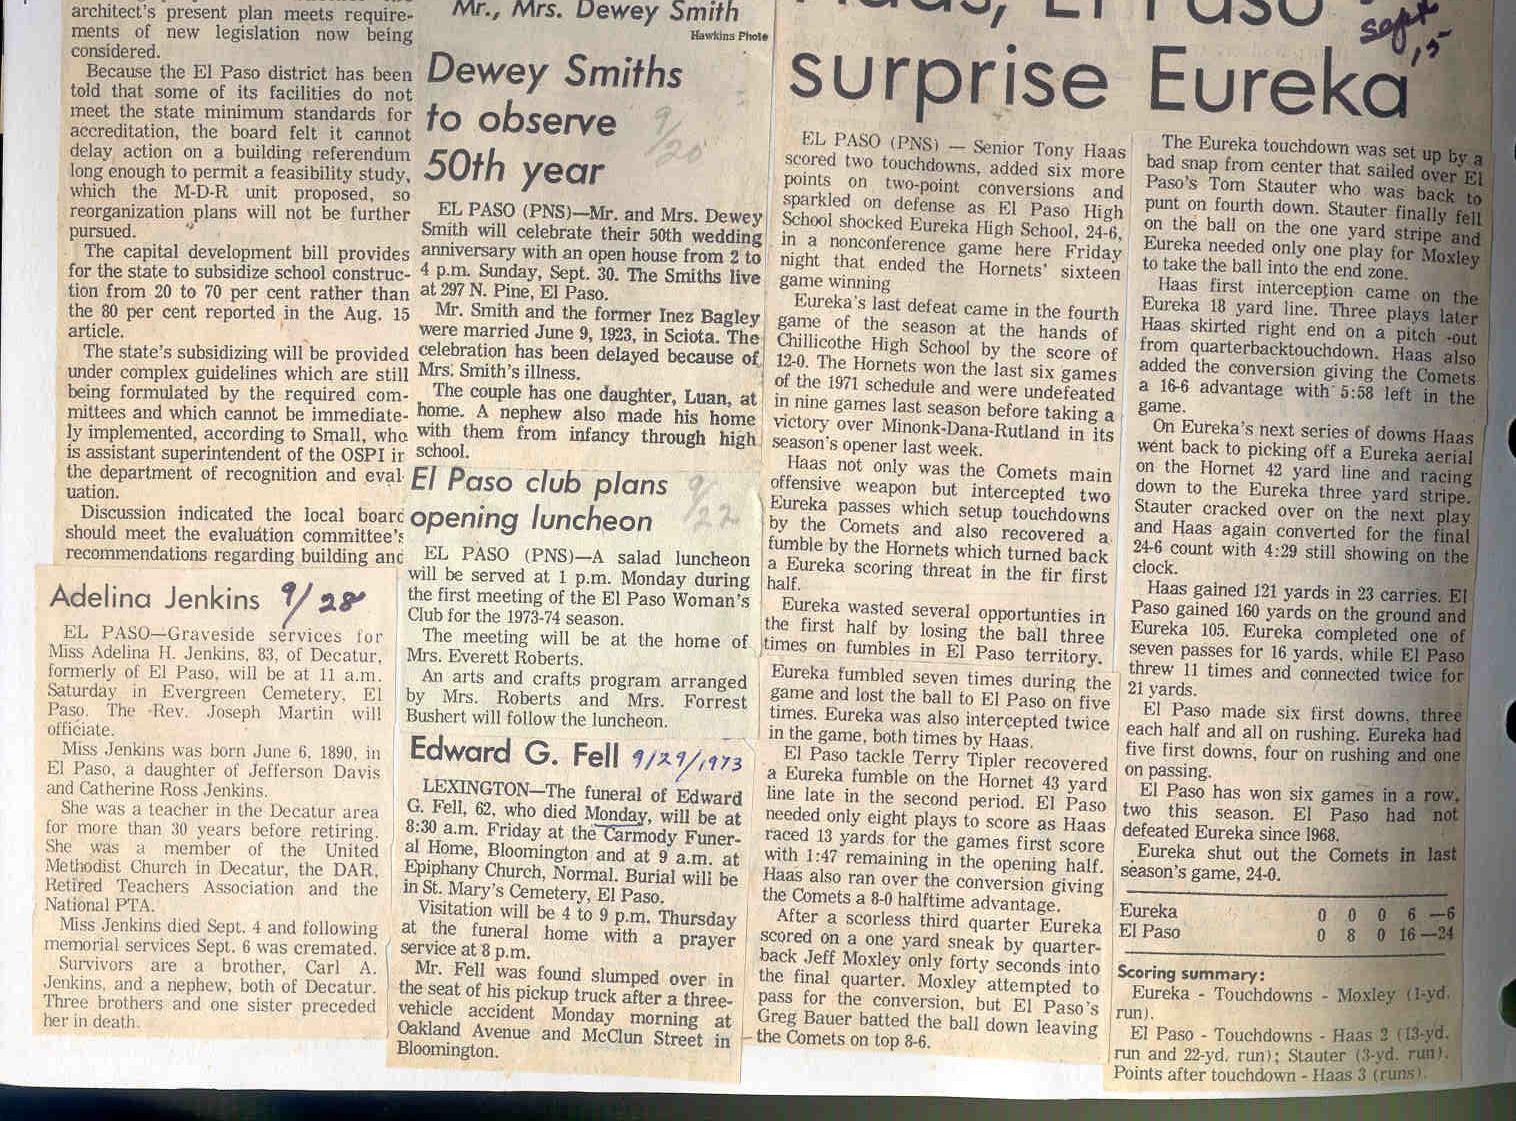 architect's present plan meets require-
ments of new legislation now being
considered.
Because the El Paso district has been
told that some of its facilities do not
meet the state minimum standards for
accreditation, the board felt it cannot
delay action on a building referendum
long enough to permit a feasibility study,
which the M-D-R unit proposed, so
reorganization plans will not be further
pursued.
The capital development bill provides
for the state to subsidize school construc-
tion from 20 to 70 per cent rather than
the 80 per cent reported in the Aug. 15
article.
The state's subsidizing will be provided
under complex guidelines which are still
being formulated by the required com-
mittees and which cannot be immediate-
ly implemented, according to Small, who
is assistant superintendent of the OSPI in
the department of recognition and eval-
uation.
Discussion indicated the local board
should meet the evaluation committee's
recommendations regarding building and
Adelina Jenkins 9/28
EL PASO—Graveside services for
Miss Adelina H. Jenkins, 83, of Decatur,
formerly of El Paso, will be at 11 a.m.
Saturday in Evergreen Cemetery, El
Paso. The Rev. Joseph Martin will
officiate.
Miss Jenkins was born June 6, 1890, in
El Paso, a daughter of Jefferson Davis
and Catherine Ross Jenkins.
She was a teacher in the Decatur area
for more than 30 years before retiring.
She was a member of the United
Methodist Church in Decatur, the DAR,
Retired Teachers Association and the
National PTA.
Miss Jenkins died Sept. 4 and following
memorial services Sept. 6 was cremated.
Survivors are a brother, Carl A.
Jenkins, and a nephew, both of Decatur.
Three brothers and one sister preceded
her in death.
Mr., Mrs. Dewey Smith
Hawkins Photo
Dewey Smiths
to observe 9/20
50th year
EL PASO (PNS)—Mr. and Mrs. Dewey
Smith will celebrate their 50th wedding
anniversary with an open house from 2 to
4 p.m. Sunday, Sept. 30. The Smiths live
at 297 N. Pine, El Paso.
Mr. Smith and the former Inez Bagley
were married June 9, 1923, in Sciota. The
celebration has been delayed because of
Mrs. Smith's illness.
The couple has one daughter, Luan, at
home. A nephew also made his home
with them from infancy through high
school.
El Paso club plans 9/22
opening luncheon
EL PASO (PNS)—A salad luncheon
will be served at 1 p.m. Monday during
the first meeting of the El Paso Woman's
Club for the 1973-74 season.
The meeting will be at the home of
Mrs. Everett Roberts.
An arts and crafts program arranged
by Mrs. Roberts and Mrs. Forrest
Bushert will follow the luncheon.
Edward G. Fell 9/29/1973
LEXINGTON—The funeral of Edward
G. Fell, 62, who died Monday, will be at
8:30 a.m. Friday at the Carmody Funer-
al Home, Bloomington and at 9 a.m. at
Epiphany Church, Normal. Burial will be
in St. Mary's Cemetery, El Paso.
Visitation will be 4 to 9 p.m. Thursday
at the funeral home with a prayer
service at 8 p.m.
Mr. Fell was found slumped over in
the seat of his pickup truck after a three-
vehicle accident Monday morning at
Oakland Avenue and McClun Street in
Bloomington.
Haas, El Paso Sept
surprise Eureka 15
EL PASO (PNS) — Senior Tony Haas
scored two touchdowns, added six more
points on two-point conversions and
sparkled on defense as El Paso High
School shocked Eureka High School, 24-6,
in a nonconference game here Friday
night that ended the Hornets' sixteen
game winning
Eureka's last defeat came in the fourth
game of the season at the hands of
Chillicothe High School by the score of
12-0. The Hornets won the last six games
of the 1971 schedule and were undefeated
in nine games last season before taking a
victory over Minonk-Dana-Rutland in its
season's opener last week.
Haas not only was the Comets main
offensive weapon but intercepted two
Eureka passes which setup touchdowns
by the Comets and also recovered a
fumble by the Hornets which turned back
a Eureka scoring threat in the fir first
half.
Eureka wasted several opportunties in
the first half by losing the ball three
times on fumbles in El Paso territory.
Eureka fumbled seven times during the
game and lost the ball to El Paso on five
times. Eureka was also intercepted twice
in the game, both times by Haas.
El Paso tackle Terry Tipler recovered
a Eureka fumble on the Hornet 43 yard
line late in the second period. El Paso
needed only eight plays to score as Haas
raced 13 yards for the games first score
with 1:47 remaining in the opening half.
Haas also ran over the conversion giving
the Comets a 8-0 halftime advantage.
After a scorless third quarter Eureka
scored on a one yard sneak by quarter-
back Jeff Moxley only forty seconds into
the final quarter. Moxley attempted to
pass for the conversion, but El Paso's
Greg Bauer batted the ball down leaving
the Comets on top 8-6.
The Eureka touchdown was set up by a
bad snap from center that sailed over El
Paso's Tom Stauter who was back to
punt on fourth down. Stauter finally fell
on the ball on the one yard stripe and
Eureka needed only one play for Moxley
to take the ball into the end zone.
Haas first interception came on the
Eureka 18 yard line. Three plays later
Haas skirted right end on a pitch -out
from quarterbacktouchdown. Haas also
added the conversion giving the Comets
a 16-6 advantage with 5:58 left in the
game.
On Eureka's next series of downs Haas
went back to picking off a Eureka aerial
on the Hornet 42 yard line and racing
down to the Eureka three yard stripe.
Stauter cracked over on the next play
and Haas again converted for the final
24-6 count with 4:29 still showing on the
clock.
Haas gained 121 yards in 23 carries. El
Paso gained 160 yards on the ground and
Eureka 105. Eureka completed one of
seven passes for 16 yards, while El Paso
threw 11 times and connected twice for
21 yards.
El Paso made six first downs, three
each half and all on rushing. Eureka had
five first downs, four on rushing and one
on passing.
El Paso has won six games in a row,
two this season. El Paso had not
defeated Eureka since 1968.
Eureka shut out the Comets in last
season's game, 24-0.
Eureka 0 0 0 6 —6
El Paso 0 8 0 16 —24
Scoring summary:
Eureka - Touchdowns - Moxley (1-yd.
run).
El Paso - Touchdowns - Haas 2 (13-yd.
run and 22-yd. run); Stauter (3-yd. run).
Points after touchdown - Haas 3 (runs).